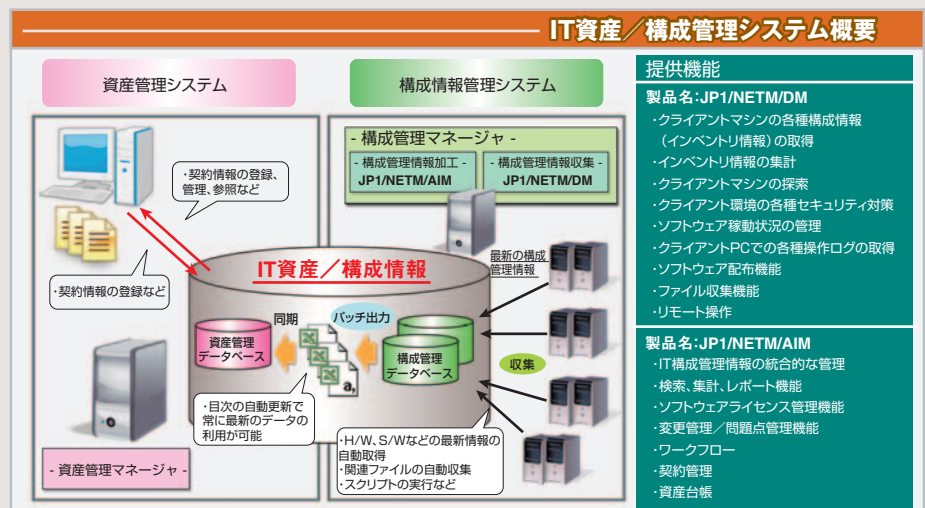 IT資産／構成管理システム概要
資産管理システム
構成情報管理システム
- 構成管理マネージャ -
- 構成管理情報加工 -
JP1/NETM/AIM
- 構成管理情報収集 -
JP1/NETM/DM
・契約情報の登録、
管理、参照など
・契約情報の登録など
最新の構成
管理情報
IT資産／構成情報
同期
バッチ出力
資産管理
データベース
構成管理
データベース
a,
収集
・目次の自動更新で
常に最新のデータの
利用が可能
・H/W、S/Wなどの最新情報の
自動取得
・関連ファイルの自動収集
・スクリプトの実行など
- 資産管理マネージャ -
提供機能
製品名：JP1/NETM/DM
・クライアントマシンの各種構成情報
（インベントリ情報）の取得
・インベントリ情報の集計
・クライアントマシンの探索
・クライアント環境の各種セキュリティ対策
・ソフトウェア稼動状況の管理
・クライアントPCでの各種操作ログの取得
・ソフトウェア配布機能
・ファイル収集機能
・リモート操作
製品名：JP1/NETM/AIM
・IT構成管理情報の統合的な管理
・検索、集計、レポート機能
・ソフトウェアライセンス管理機能
・変更管理／問題点管理機能
・ワークフロー
・契約管理
・資産台帳